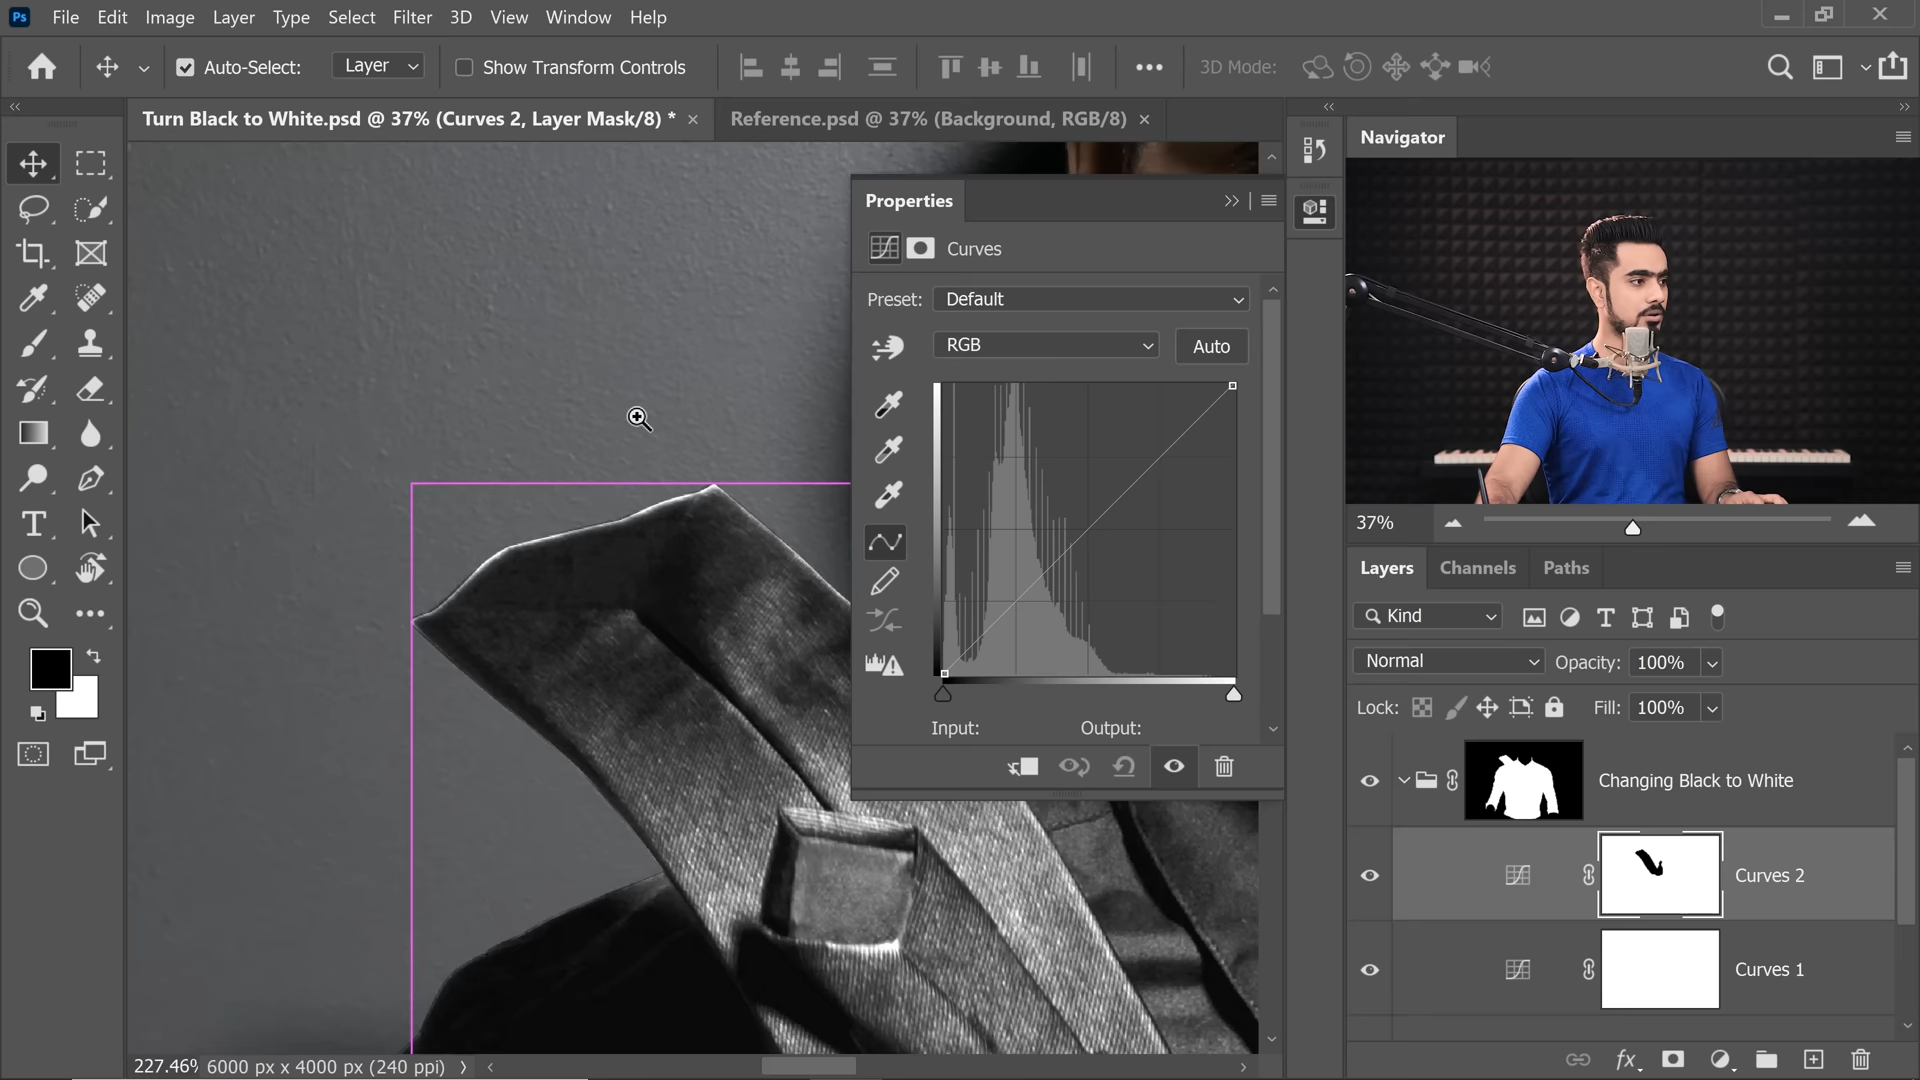 Ps File Edit Image Layer Type Select Filter 3D View Window Help
Auto-Select: Layer Show Transform Controls 3D Mode:
Turn Black to White.psd @ 37% (Curves 2, Layer Mask/8) * Reference.psd @ 37% (Background, RGB/8)
Navigator
Properties
Curves
Preset: Default
RGB Auto
Input: Output:
37%
Layers Channels Paths
Kind
Normal Opacity: 100%
Lock: Fill: 100%
Changing Black to White
Curves 2
Curves 1
fx
227.46% 6000 px x 4000 px (240 ppi)